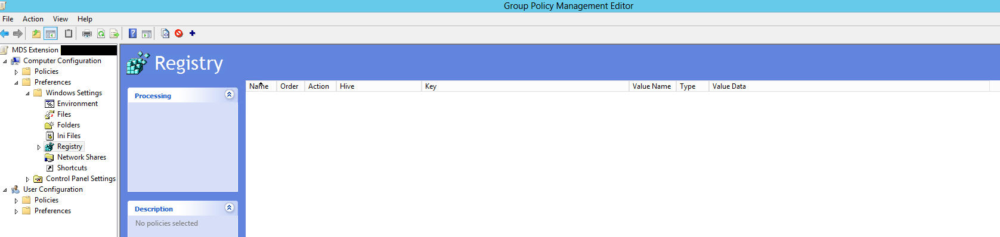 Group Policy Management Editor
File Action View Help
MDS Extension
Computer Configuration
Policies
Preferences
Windows Settings
Environment
Files
Folders
Ini Files
Registry
Network Shares
Shortcuts
Control Panel Settings
User Configuration
Policies
Preferences
Registry
Processing
Description
No policies selected
Name Order Action Hive Key Value Name Type Value Data